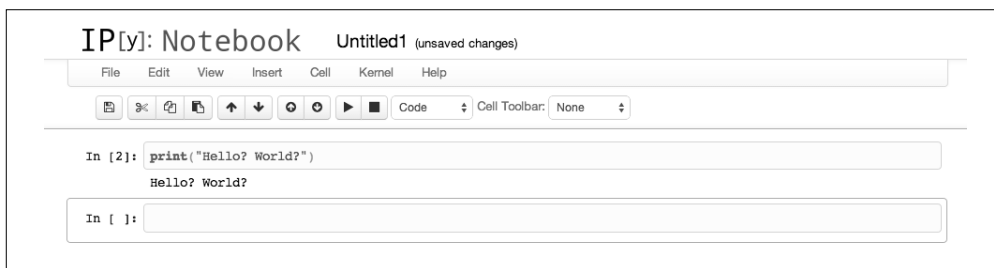 IP[y]: Notebook Untitled1 (unsaved changes)
File Edit View Insert Cell Kernel Help
Code Cell Toolbar: None
In [2]: print("Hello? World?")
Hello? World?
In [ ]: